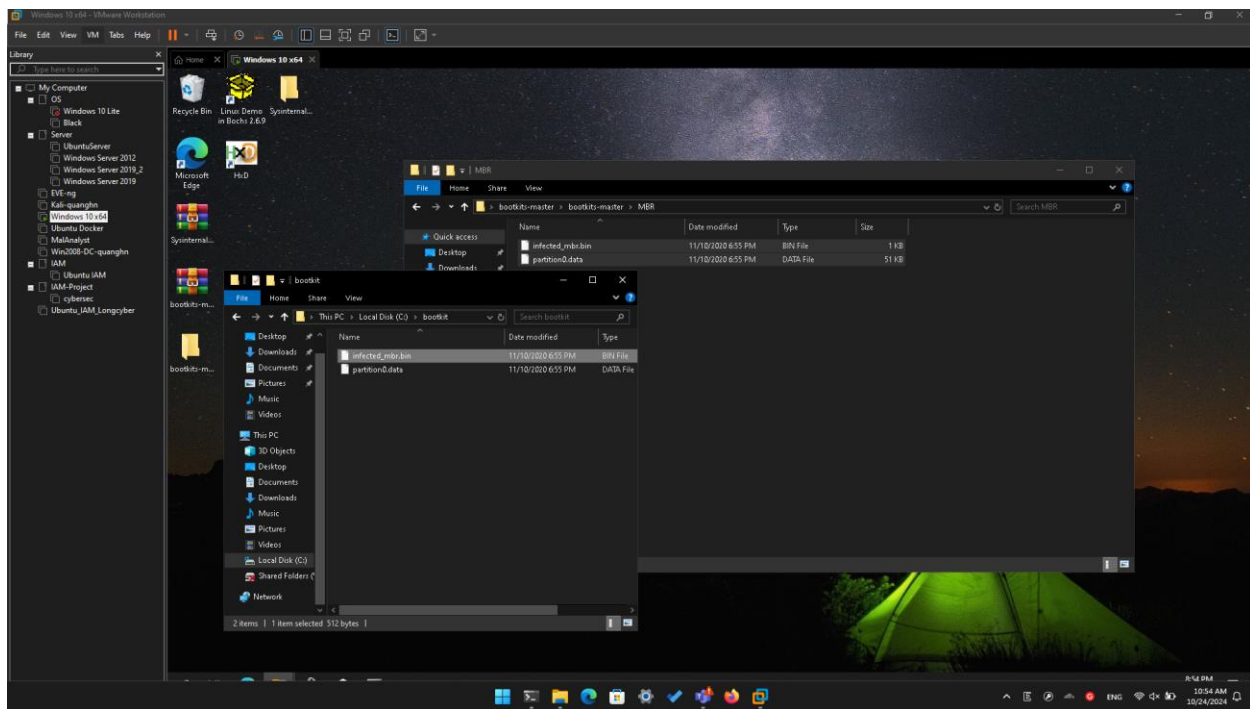 Windows 10 x64 - VMware Workstation
File Edit View VM Tabs Help
Library
Type here to search
My Computer
OS
Windows 10 Lite
Black
Server
UbuntuServer
Windows Server 2012
Windows Server 2019_2
Windows Server 2019
EVE-ng
Kali-quanghn
Windows 10 x64
Ubuntu Docker
MalAnalyst
Win2008-DC-quanghn
IAM
Ubuntu IAM
IAM-Project
cybersec
Ubuntu_IAM_Longcyber
Home
Windows 10 x64
Recycle Bin
Linux Demo in Bochs 2.6.9
Sysinternal...
Microsoft Edge
HxD
Sysinternal...
bootkits-m...
bootkits-m...
MBR
File Home Share View
bootkits-master > bootkits-master > MBR
Search MBR
Quick access
Desktop
Downloads
Name Date modified Type Size
infected_mbr.bin 11/10/2020 6:55 PM BIN File 1 KB
partition0.data 11/10/2020 6:55 PM DATA File 51 KB
bootkit
File Home Share View
This PC > Local Disk (C:) > bootkit
Search bootkit
Desktop
Downloads
Documents
Pictures
Music
Videos
This PC
3D Objects
Desktop
Documents
Downloads
Music
Pictures
Videos
Local Disk (C:)
Shared Folders (
Network
Name Date modified Type
infected_mbr.bin 11/10/2020 6:55 PM BIN File
partition0.data 11/10/2020 6:55 PM DATA File
2 items 1 item selected 512 bytes
8:54 PM
ENG
10:54 AM
10/24/2024